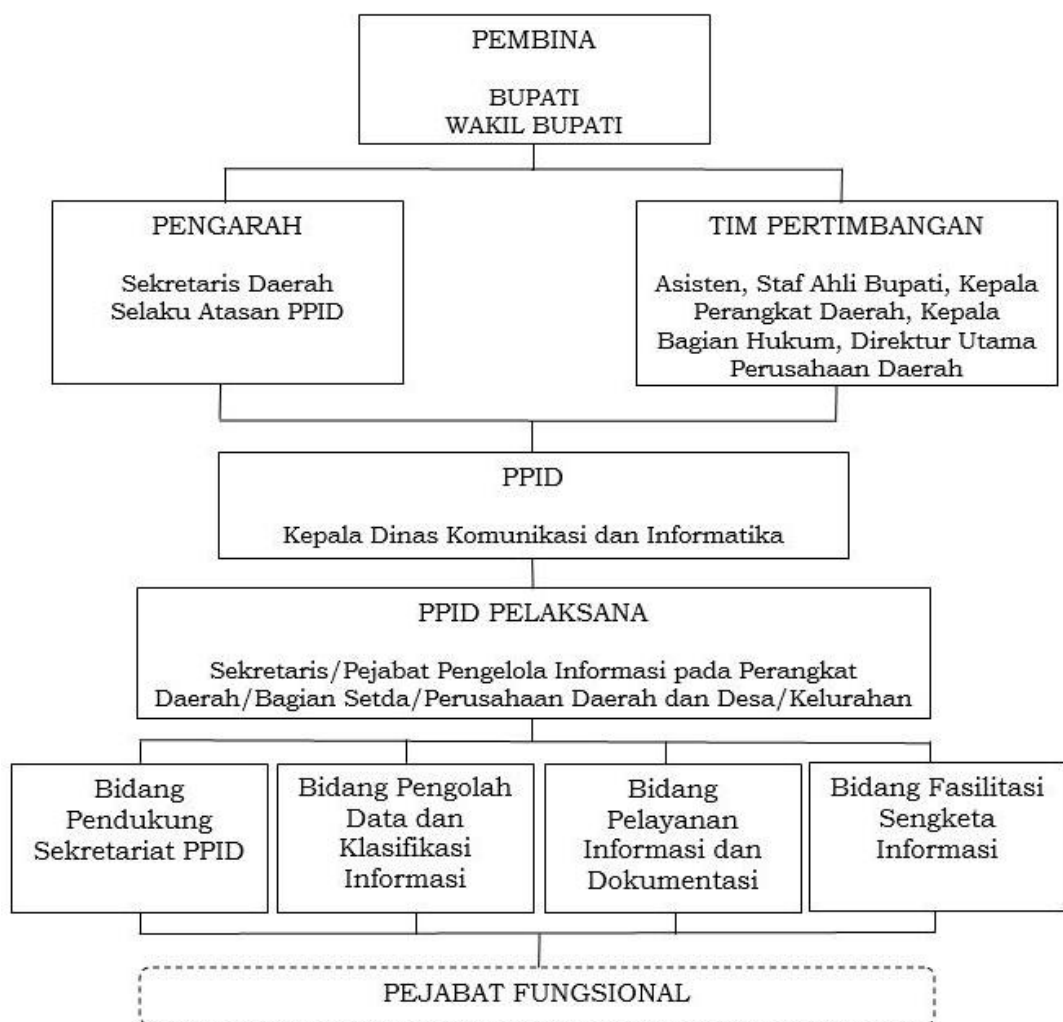 PEMBINA
BUPATI
WAKIL BUPATI
PENGARAH
Sekretaris Daerah
Selaku Atasan PPID
TIM PERTIMBANGAN
Asisten, Staf Ahli Bupati, Kepala
Perangkat Daerah, Kepala
Bagian Hukum, Direktur Utama
Perusahaan Daerah
PPID
Kepala Dinas Komunikasi dan Informatika
PPID PELAKSANA
Sekretaris/Pejabat Pengelola Informasi pada Perangkat
Daerah/Bagian Setda/Perusahaan Daerah dan Desa/Kelurahan
Bidang
Pendukung
Sekretariat PPID
Bidang Pengolah
Data dan
Klasifikasi
Informasi
Bidang
Pelayanan
Informasi dan
Dokumentasi
Bidang Fasilitasi
Sengketa
Informasi
PEJABAT FUNGSIONAL